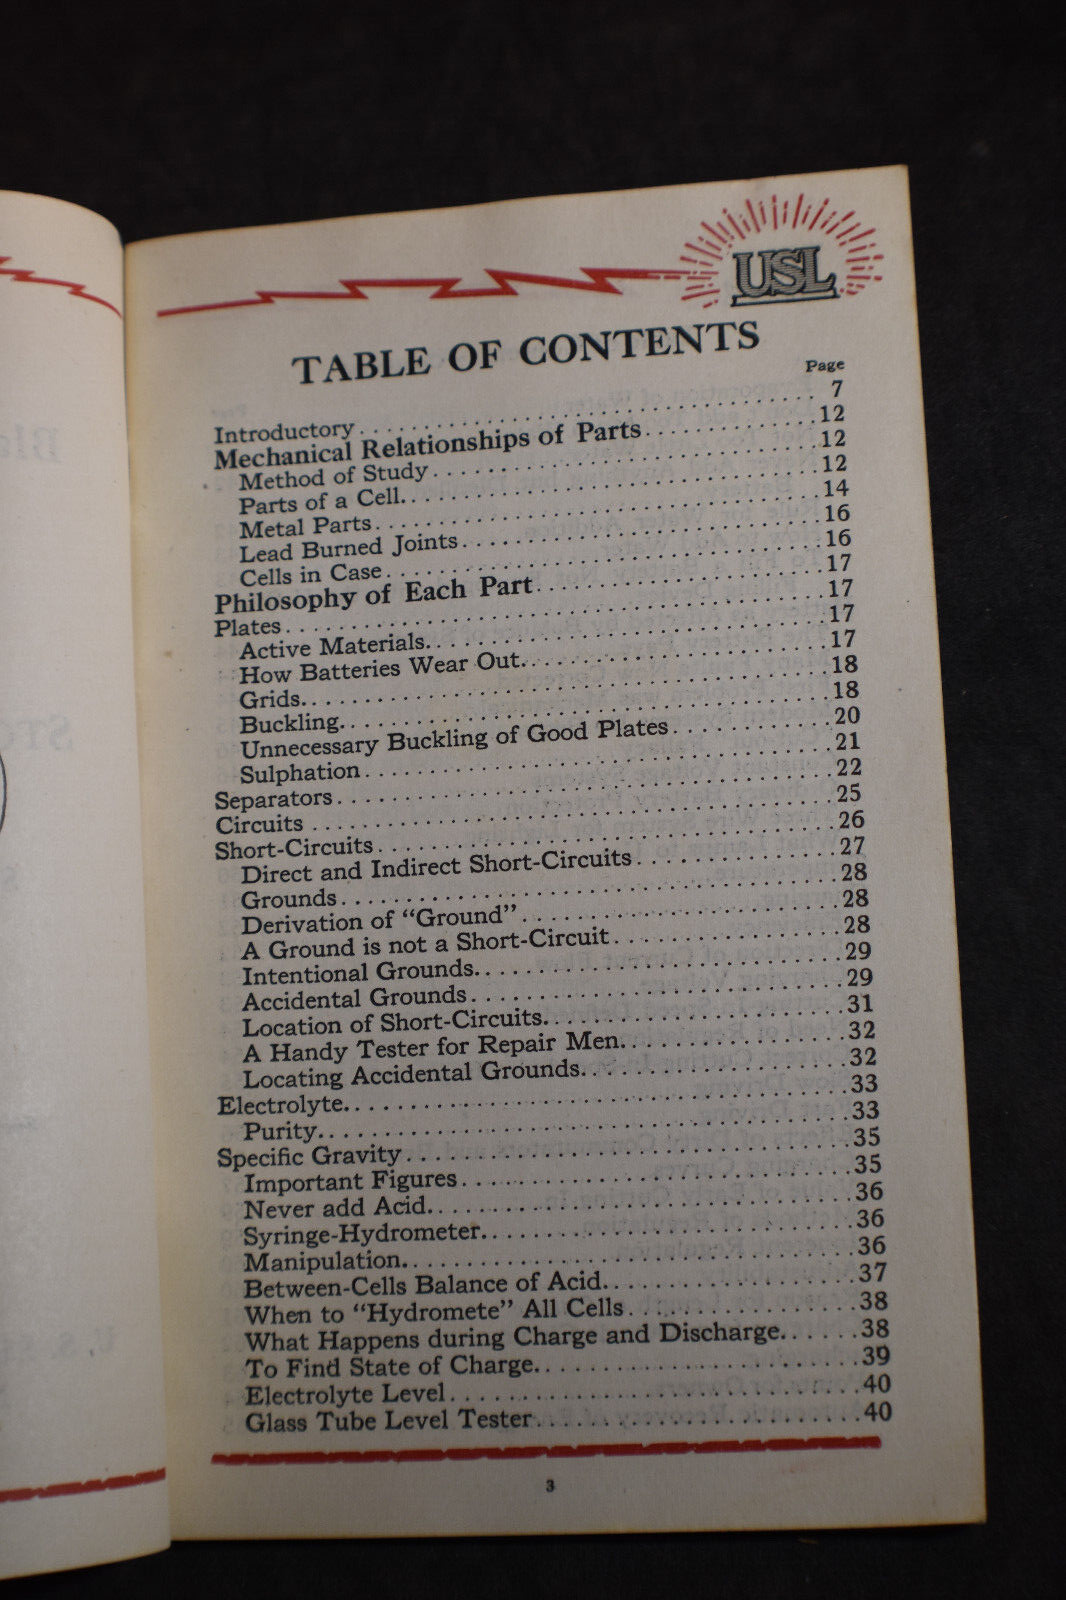 USL
TABLE OF CONTENTS
Page
Introductory . . . . . . . . . . 7
Mechanical Relationships of Parts . . . . . . . . . . 12
Method of Study . . . . . . . . . . 12
Parts of a Cell . . . . . . . . . . 12
Metal Parts . . . . . . . . . . 14
Lead Burned Joints . . . . . . . . . . 16
Cells in Case . . . . . . . . . . 16
Philosophy of Each Part . . . . . . . . . . 17
Plates . . . . . . . . . . 17
Active Materials . . . . . . . . . . 17
How Batteries Wear Out . . . . . . . . . . 17
Grids . . . . . . . . . . 18
Buckling . . . . . . . . . . 18
Unnecessary Buckling of Good Plates . . . . . . . . . . 20
Sulphation . . . . . . . . . . 21
Separators . . . . . . . . . . 22
Circuits . . . . . . . . . . 25
Short-Circuits . . . . . . . . . . 26
Direct and Indirect Short-Circuits . . . . . . . . . . 27
Grounds . . . . . . . . . . 28
Derivation of "Ground" . . . . . . . . . . 28
A Ground is not a Short-Circuit . . . . . . . . . . 28
Intentional Grounds . . . . . . . . . . 29
Accidental Grounds . . . . . . . . . . 29
Location of Short-Circuits . . . . . . . . . . 31
A Handy Tester for Repair Men . . . . . . . . . . 32
Locating Accidental Grounds . . . . . . . . . . 32
Electrolyte . . . . . . . . . . 33
Purity . . . . . . . . . . 33
Specific Gravity . . . . . . . . . . 35
Important Figures . . . . . . . . . . 35
Never add Acid . . . . . . . . . . 36
Syringe-Hydrometer . . . . . . . . . . 36
Manipulation . . . . . . . . . . 36
Between-Cells Balance of Acid . . . . . . . . . . 37
When to "Hydromete" All Cells . . . . . . . . . . 38
What Happens during Charge and Discharge . . . . . . 38
To Find State of Charge . . . . . . . . . . 39
Electrolyte Level . . . . . . . . . . 40
Glass Tube Level Tester . . . . . . . . . . 40
3